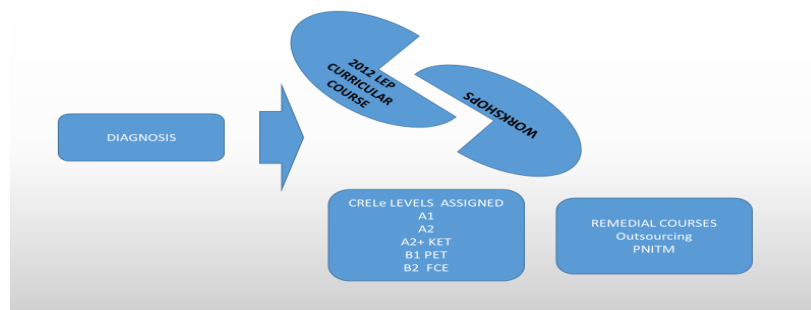 2012 LEP
CURRICULAR
COURSE
WORKSHOPS
DIAGNOSIS
CRELe LEVELS ASSIGNED
A1
A2
A2+ KET
B1 PET
B2 FCE
REMEDIAL COURSES
Outsourcing
PNITM